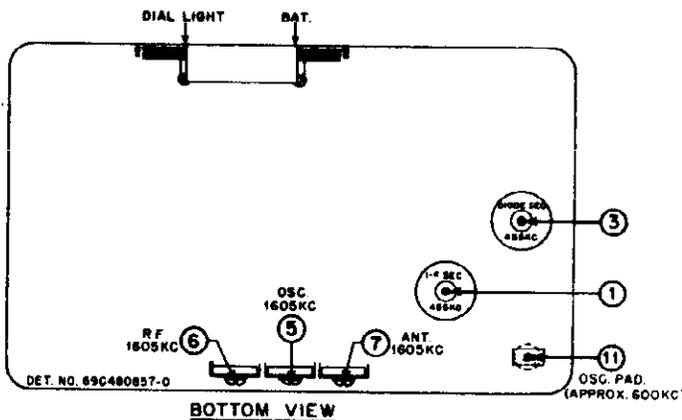 DIAL LIGHT
BAT.
DIODE SEC.
455KC
3
I-F SEC
455KC
1
OSC.
1605KC
5
RF
1605KC
6
7
ANT.
1605KC
11
OSC. PAD.
(APPROX. 600KC)
DET. NO. 69C480857-0
BOTTOM VIEW